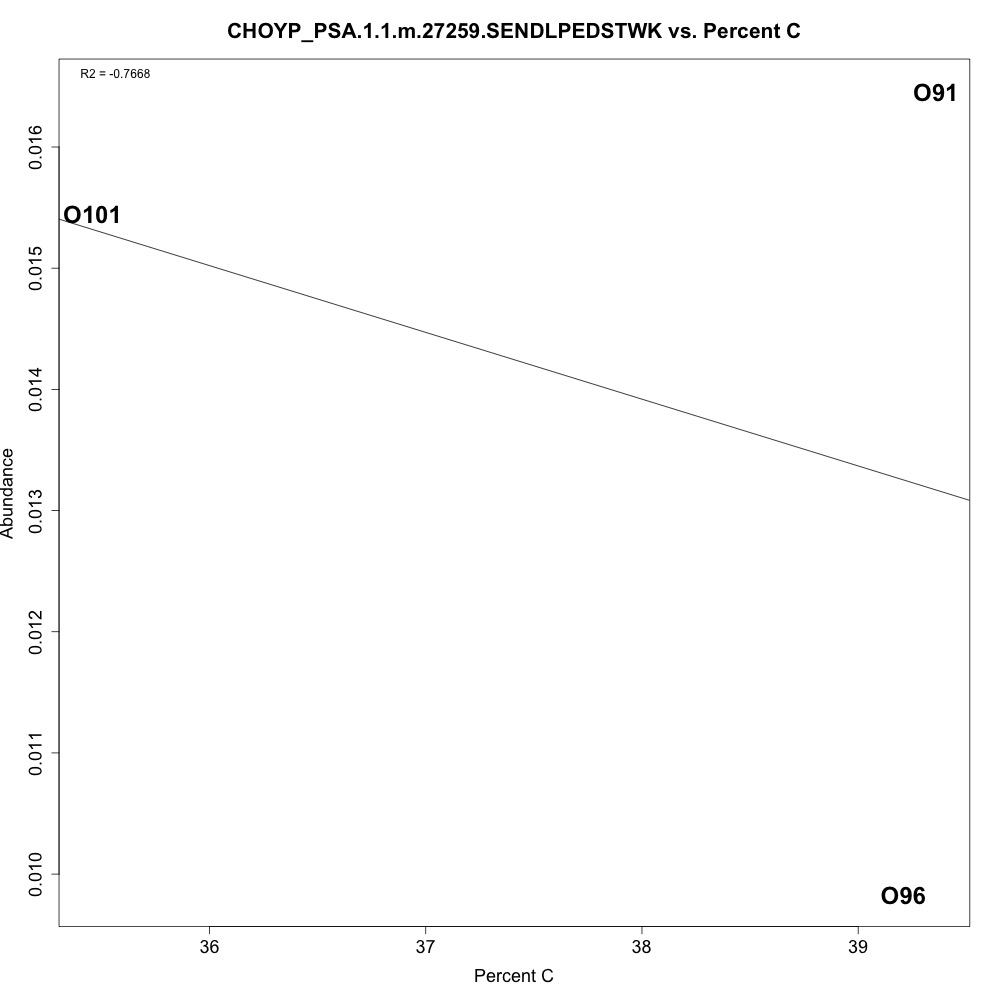 CHOYP_PSA.1.1.m.27259.SENDLPEDSTWK vs. Percent C
R2 = -0.7668
O91
O101
O96
Abundance
0.016
0.015
0.014
0.013
0.012
0.011
0.010
36 37 38 39
Percent C